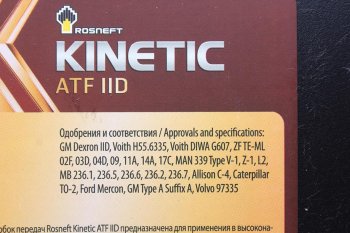 ROSNEFT
KINETIC
ATF IID
Одобрения и соответствия / Approvals and specifications:
GM Dexron IID, Voith H55.6335, Voith DIWA G607, ZF TE-ML
02F, 03D, 04D, 09, 11A, 14A, 17C, MAN 339 Type V-1, Z-1, L2,
MB 236.1, 236.5, 236.6, 236.2, 236.7, Allison C-4, Caterpillar
TO-2, Ford Mercon, GM Type A Suffix A, Volvo 97335
обок передач Rosneft Kinetic ATF IID предназначена для применения в высокона-